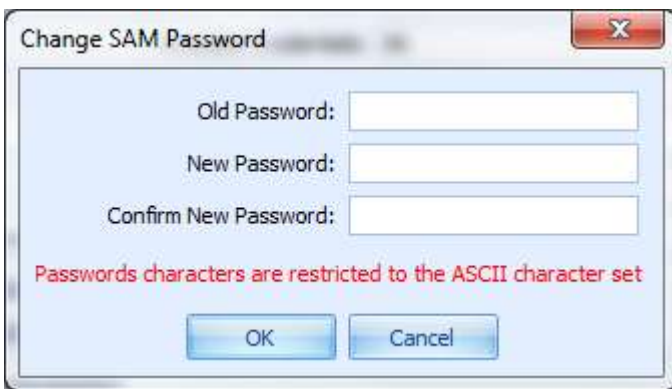 Change SAM Password
Old Password:
New Password:
Confirm New Password:
Passwords characters are restricted to the ASCII character set
OK Cancel